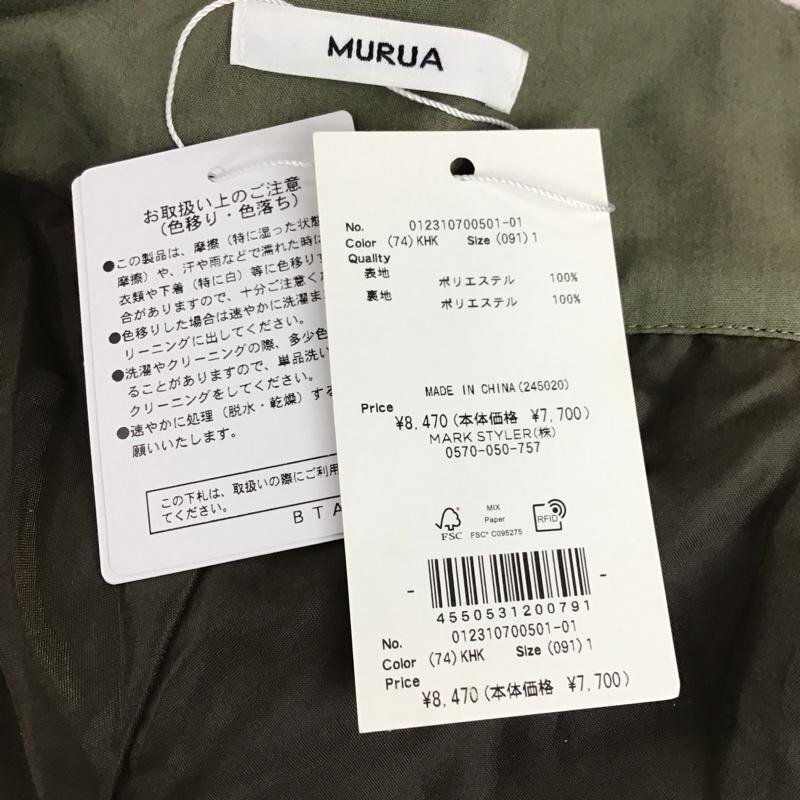 MURUA
お取扱い上のご注意
(色移り・色落ち)
●この製品は、摩擦（特に湿った状態
摩擦）や、汗や雨などで濡れた時に
衣類や下着（特に白）等に色移りす
合がありますので、十分ご注意くだ
●色移りした場合は速やかに洗濯ま
リーニングに出してください。
●洗濯やクリーニングの際、多少色
ることがありますので、単品洗い
クリーニングをしてください。
●速やかに処理（脱水・乾燥）する
願いいたします。
この下札は、取扱いの際にご利用
てください。
BTA
No. 012310700501-01
Color (74)KHK Size (091)1
Quality
表地 ポリエステル 100%
裏地 ポリエステル 100%
MADE IN CHINA(245020)
Price ¥8,470(本体価格 ¥7,700)
MARK STYLER(株)
0570-050-757
FSC
MIX
Paper
FSC® C095275
RFID
4550531200791
No. 012310700501-01
Color (74)KHK Size (091)1
Price ¥8,470(本体価格 ¥7,700)